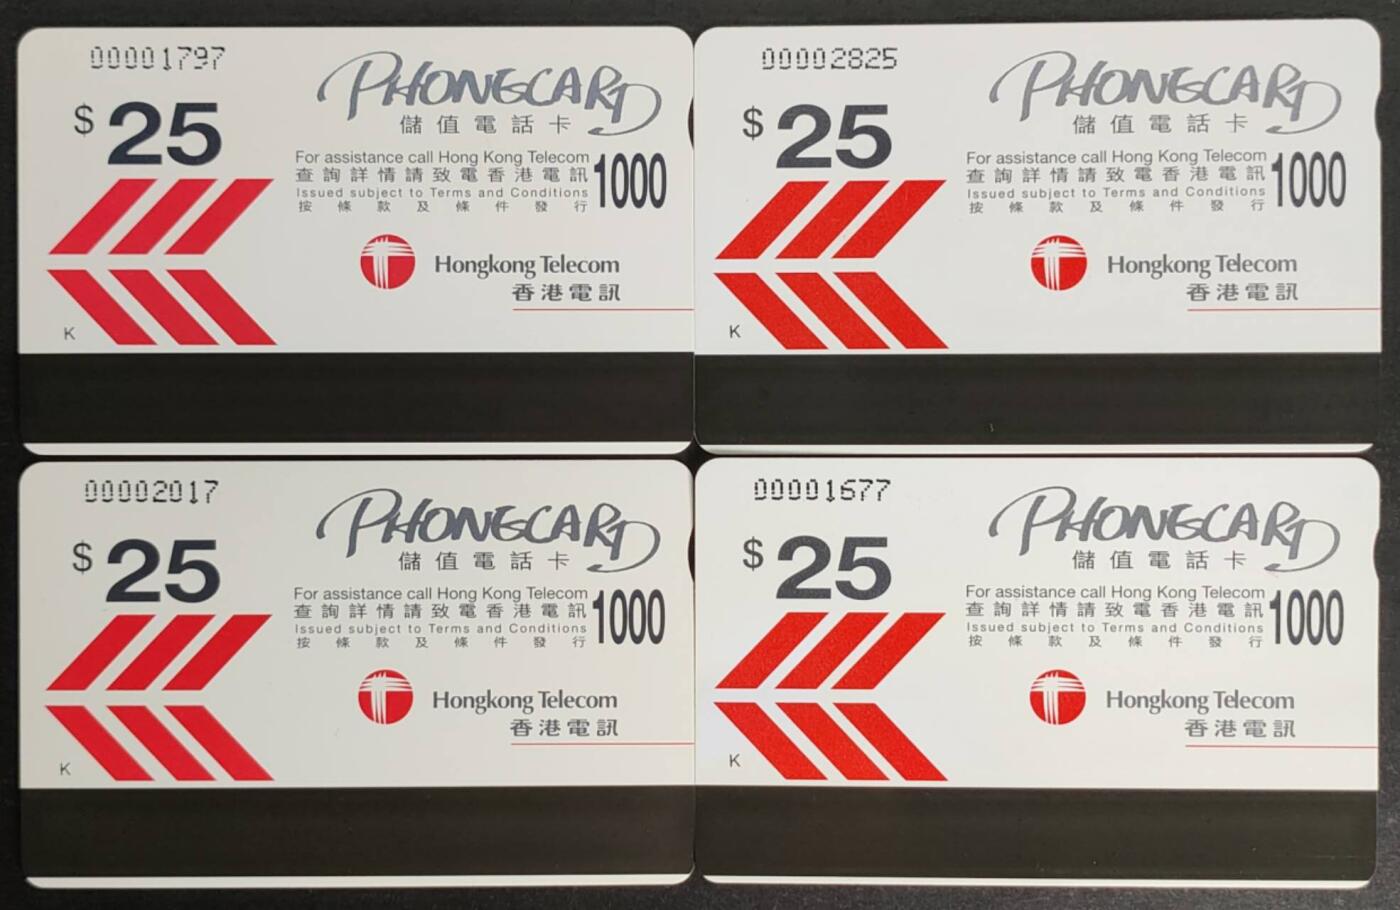 00001797
PHONECARD
$25
儲值電話卡
For assistance call Hong Kong Telecom
查詢詳情請致電香港電訊 1000
Issued subject to Terms and Conditions
按條款及條件發行
Hongkong Telecom
香港電訊
K
00002825
PHONECARD
$25
儲值電話卡
For assistance call Hong Kong Telecom
查詢詳情請致電香港電訊 1000
Issued subject to Terms and Conditions
按條款及條件發行
Hongkong Telecom
香港電訊
K
00002017
PHONECARD
$25
儲值電話卡
For assistance call Hong Kong Telecom
查詢詳情請致電香港電訊 1000
Issued subject to Terms and Conditions
按條款及條件發行
Hongkong Telecom
香港電訊
K
00001677
PHONECARD
$25
儲值電話卡
For assistance call Hong Kong Telecom
查詢詳情請致電香港電訊 1000
Issued subject to Terms and Conditions
按條款及條件發行
Hongkong Telecom
香港電訊
K